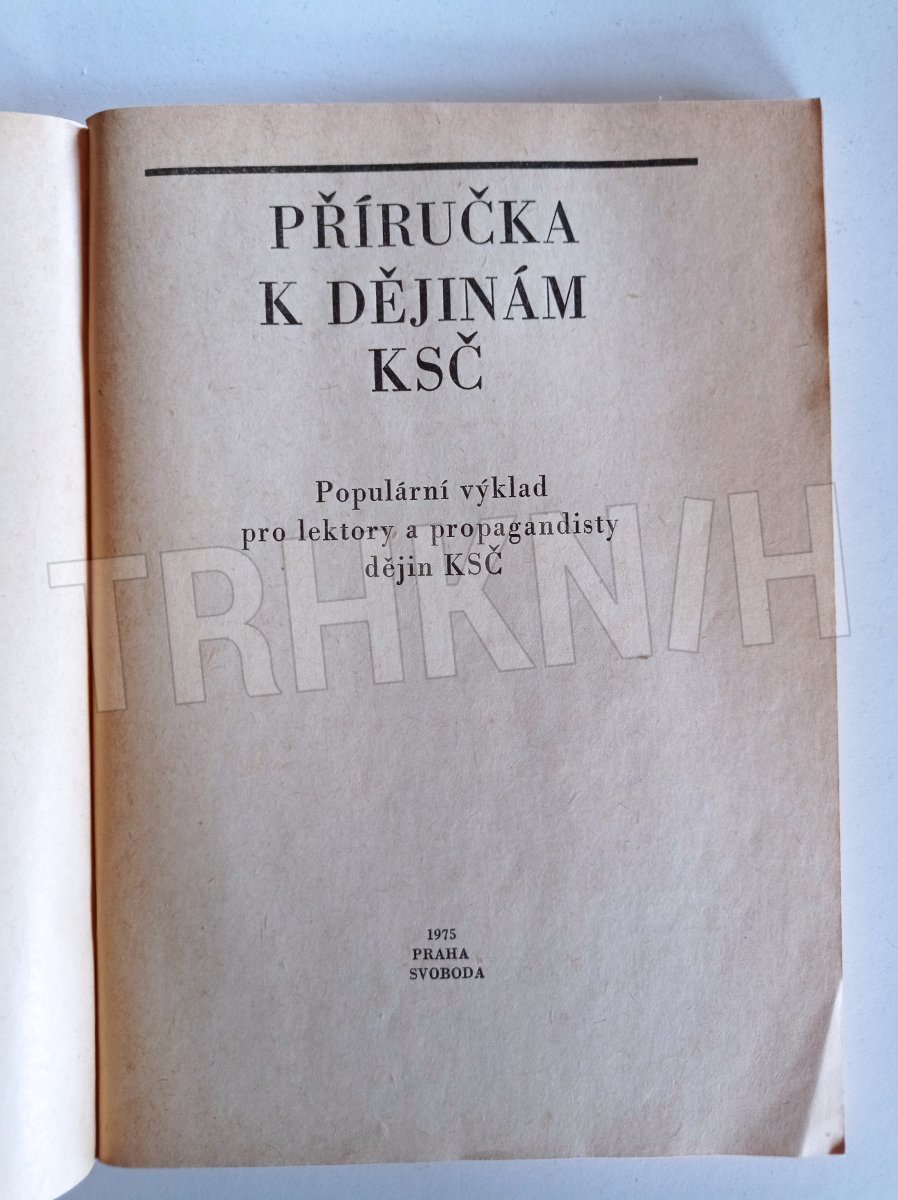 PŘÍRUČKA
K DĚJINÁM
KSČ
Populární výklad
pro lektory a propagandisty
dějin KSČ
TRHKNIH
1975
PRAHA
SVOBODA